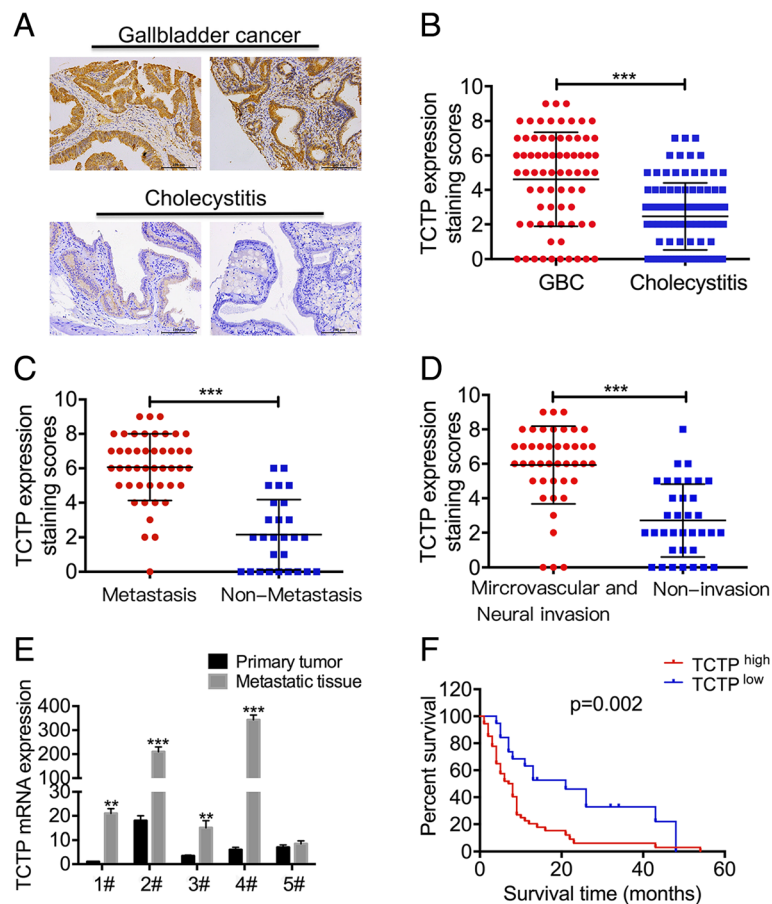 A
Gallbladder cancer
Cholecystitis
B
***
TCTP expression
staining scores
10
8
6
4
2
0
GBC
Cholecystitis
C
***
TCTP expression
staining scores
10
8
6
4
2
0
Metastasis
Non-Metastasis
D
***
TCTP expression
staining scores
10
8
6
4
2
0
Mircrovascular and
Neural invasion
Non-invasion
E
Primary tumor
Metastatic tissue
TCTP mRNA expression
400
300
200
100
30
20
10
0
**
***
**
***
1#
2#
3#
4#
5#
F
TCTP high
TCTP low
p=0.002
Percent survival
120
100
80
60
40
20
0
0
20
40
60
Survival time (months)